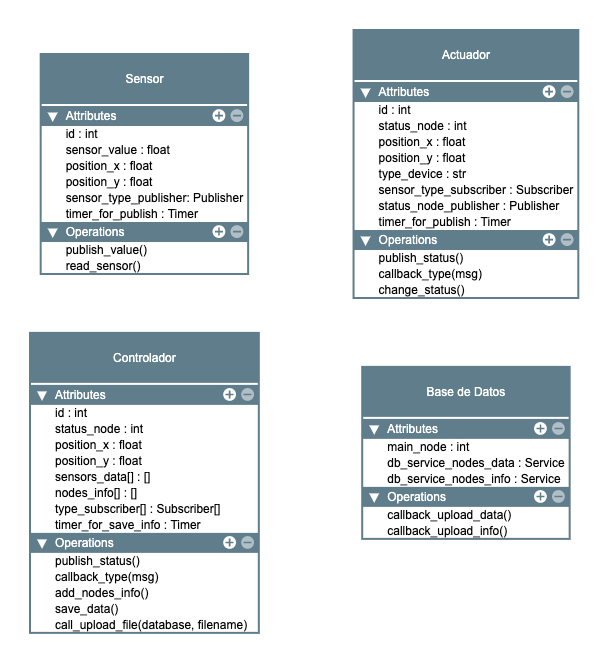 Sensor
Attributes
id : int
sensor_value : float
position_x : float
position_y : float
sensor_type_publisher: Publisher
timer_for_publish : Timer
Operations
publish_value()
read_sensor()
Actuador
Attributes
id : int
status_node : int
position_x : float
position_y : float
type_device : str
sensor_type_subscriber : Subscriber
status_node_publisher : Publisher
timer_for_publish : Timer
Operations
publish_status()
callback_type(msg)
change_status()
Controlador
Attributes
id : int
status_node : int
position_x : float
position_y : float
sensors_data[] : []
nodes_info[] : []
type_subscriber[] : Subscriber[]
timer_for_save_info : Timer
Operations
publish_status()
callback_type(msg)
add_nodes_info()
save_data()
call_upload_file(database, filename)
Base de Datos
Attributes
main_node : int
db_service_nodes_data : Service
db_service_nodes_info : Service
Operations
callback_upload_data()
callback_upload_info()